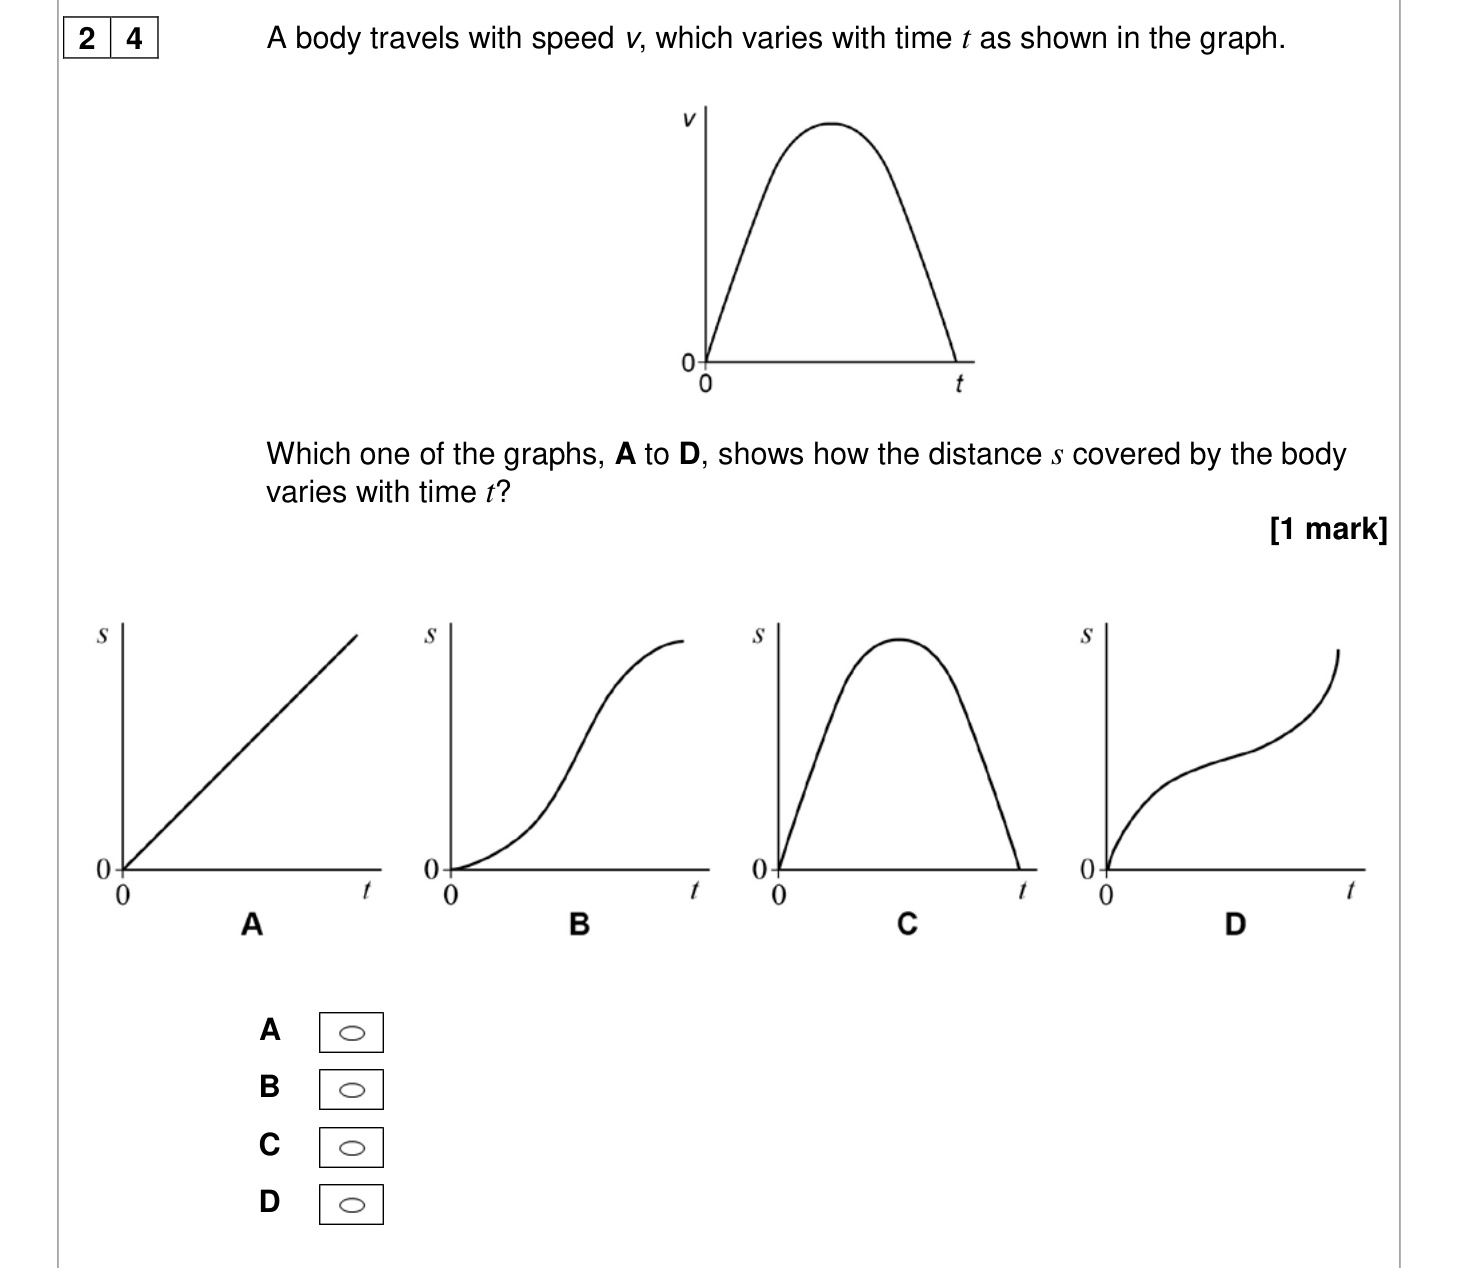 2 4
A body travels with speed v, which varies with time t as shown in the graph.
v
0
0
t
Which one of the graphs, A to D, shows how the distance s covered by the body
varies with time t?
[1 mark]
s s s s
0 0 0 0
0 t 0 t 0 t 0 t
A B C D
A
B
C
D